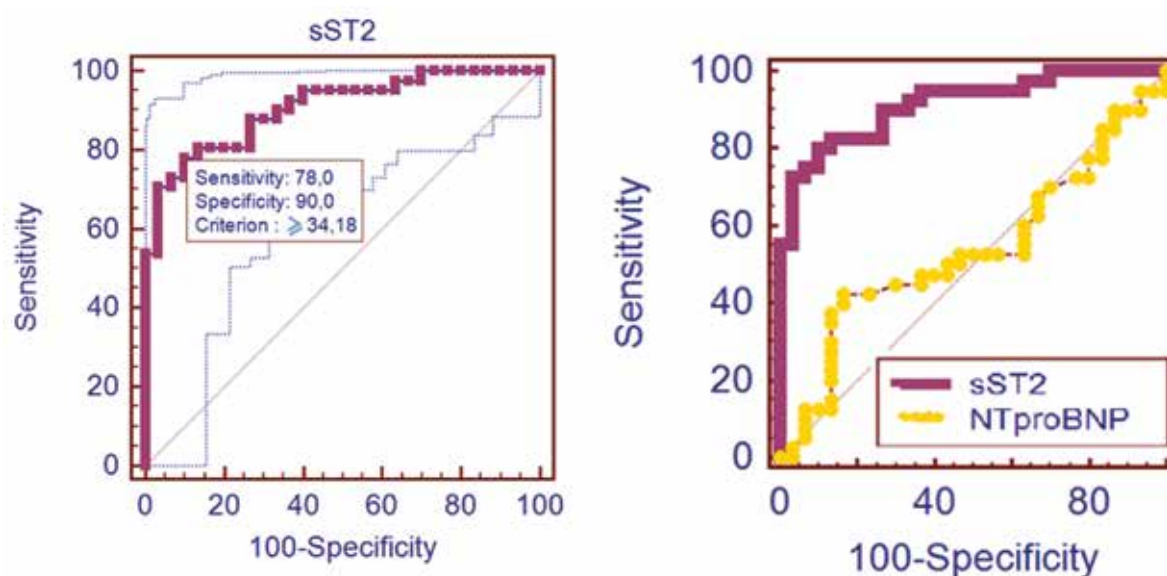 sST2
100
80
60
40
20
0
Sensitivity
Sensitivity: 78,0
Specificity: 90,0
Criterion : ⩾ 34,18
0 20 40 60 80 100
100-Specificity
100
80
60
40
20
0
Sensitivity
sST2
NTproBNP
0 40 80
100-Specificity